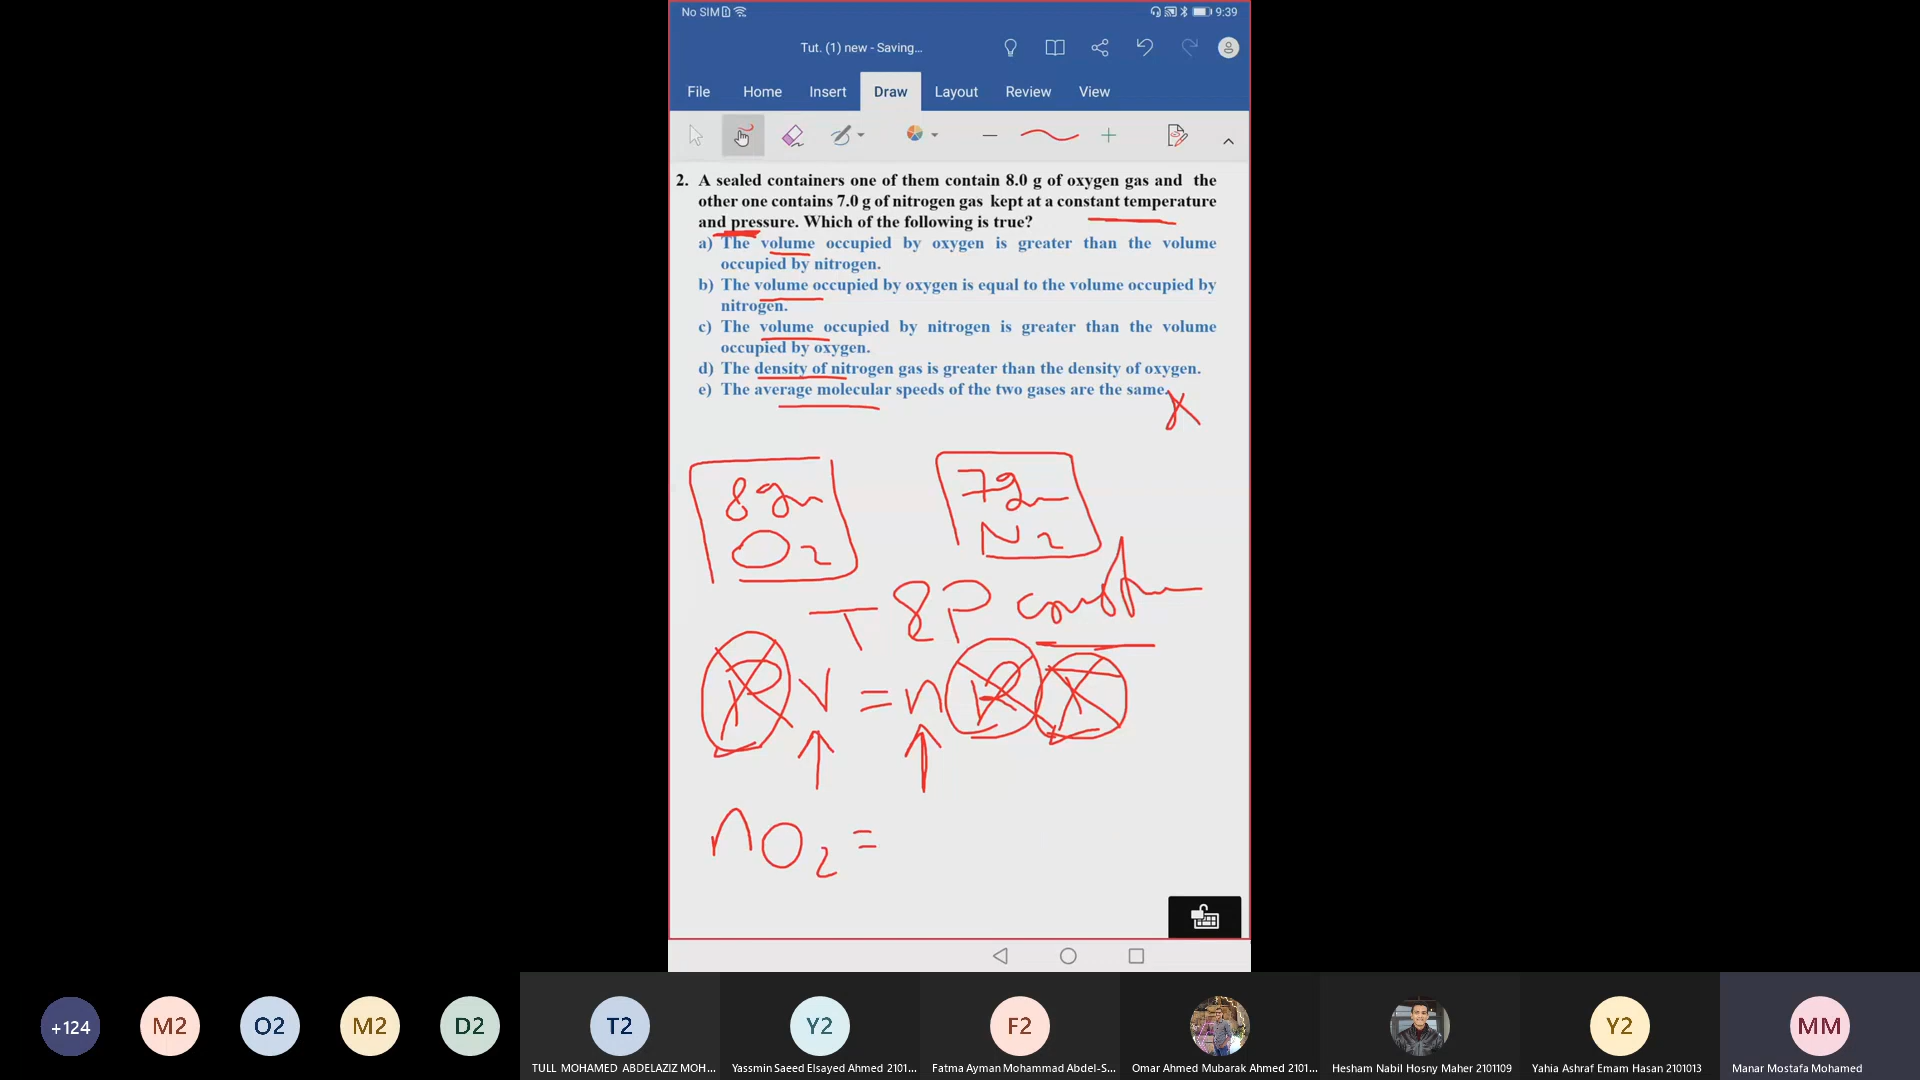 No SIM
9:39
Tut. (1) new - Saving...
File Home Insert Draw Layout Review View
2. A sealed containers one of them contain 8.0 g of oxygen gas and the
other one contains 7.0 g of nitrogen gas kept at a constant temperature
and pressure. Which of the following is true?
a) The volume occupied by oxygen is greater than the volume
occupied by nitrogen.
b) The volume occupied by oxygen is equal to the volume occupied by
nitrogen.
c) The volume occupied by nitrogen is greater than the volume
occupied by oxygen.
d) The density of nitrogen gas is greater than the density of oxygen.
e) The average molecular speeds of the two gases are the same.
8gm 7gm
O2 N2
T & P
P V = n R T
nO2 =
+124 M2 O2 M2 D2 T2 Y2 F2 Y2 MM
TULL MOHAMED ABDELAZIZ MOH... Yassmin Saeed Elsayed Ahmed 2101... Fatma Ayman Mohammad Abdel-S... Omar Ahmed Mubarak Ahmed 2101... Hesham Nabil Hosny Maher 2101109 Yahia Ashraf Emam Hasan 2101013 Manar Mostafa Mohamed